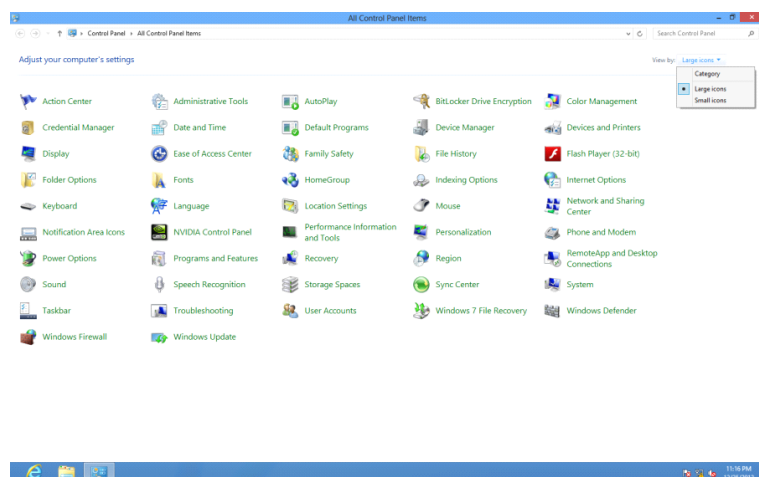 All Control Panel Items
Control Panel All Control Panel Items
Search Control Panel
Adjust your computer's settings
View by: Large icons
Category
Large icons
Small icons
Action Center Administrative Tools AutoPlay BitLocker Drive Encryption Color Management
Credential Manager Date and Time Default Programs Device Manager Devices and Printers
Display Ease of Access Center Family Safety File History Flash Player (32-bit)
Folder Options Fonts HomeGroup Indexing Options Internet Options
Keyboard Language Location Settings Mouse Network and Sharing
Center
Notification Area Icons NVIDIA Control Panel Performance Information
and Tools
Personalization Phone and Modem
Power Options Programs and Features Recovery Region RemoteApp and Desktop
Connections
Sound Speech Recognition Storage Spaces Sync Center System
Taskbar Troubleshooting User Accounts Windows 7 File Recovery Windows Defender
Windows Firewall Windows Update
11:16 PM